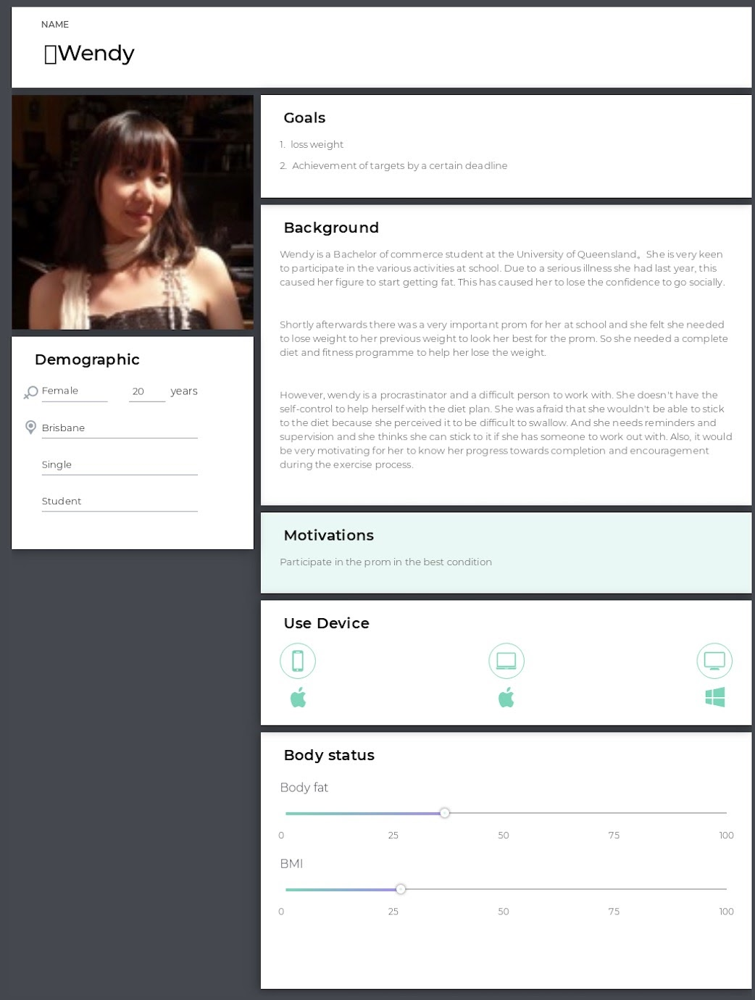 NAME
Wendy
Goals
1. loss weight
2. Achievement of targets by a certain deadline
Background
Wendy is a Bachelor of commerce student at the University of Queensland。 She is very keen
to participate in the various activities at school. Due to a serious illness she had last year, this
caused her figure to start getting fat. This has caused her to lose the confidence to go socially.
Shortly afterwards there was a very important prom for her at school and she felt she needed
to lose weight to her previous weight to look her best for the prom. So she needed a complete
diet and fitness programme to help her lose the weight.
However, wendy is a procrastinator and a difficult person to work with. She doesn't have the
self-control to help herself with the diet plan. She was afraid that she wouldn't be able to stick
to the diet because she perceived it to be difficult to swallow. And she needs reminders and
supervision and she thinks she can stick to it if she has someone to work out with. Also, it would
be very motivating for her to know her progress towards completion and encouragement
during the exercise process.
Demographic
Female 20 years
Brisbane
Single
Student
Motivations
Participate in the prom in the best condition
Use Device
Body status
Body fat
0 25 50 75 100
BMI
0 25 50 75 100